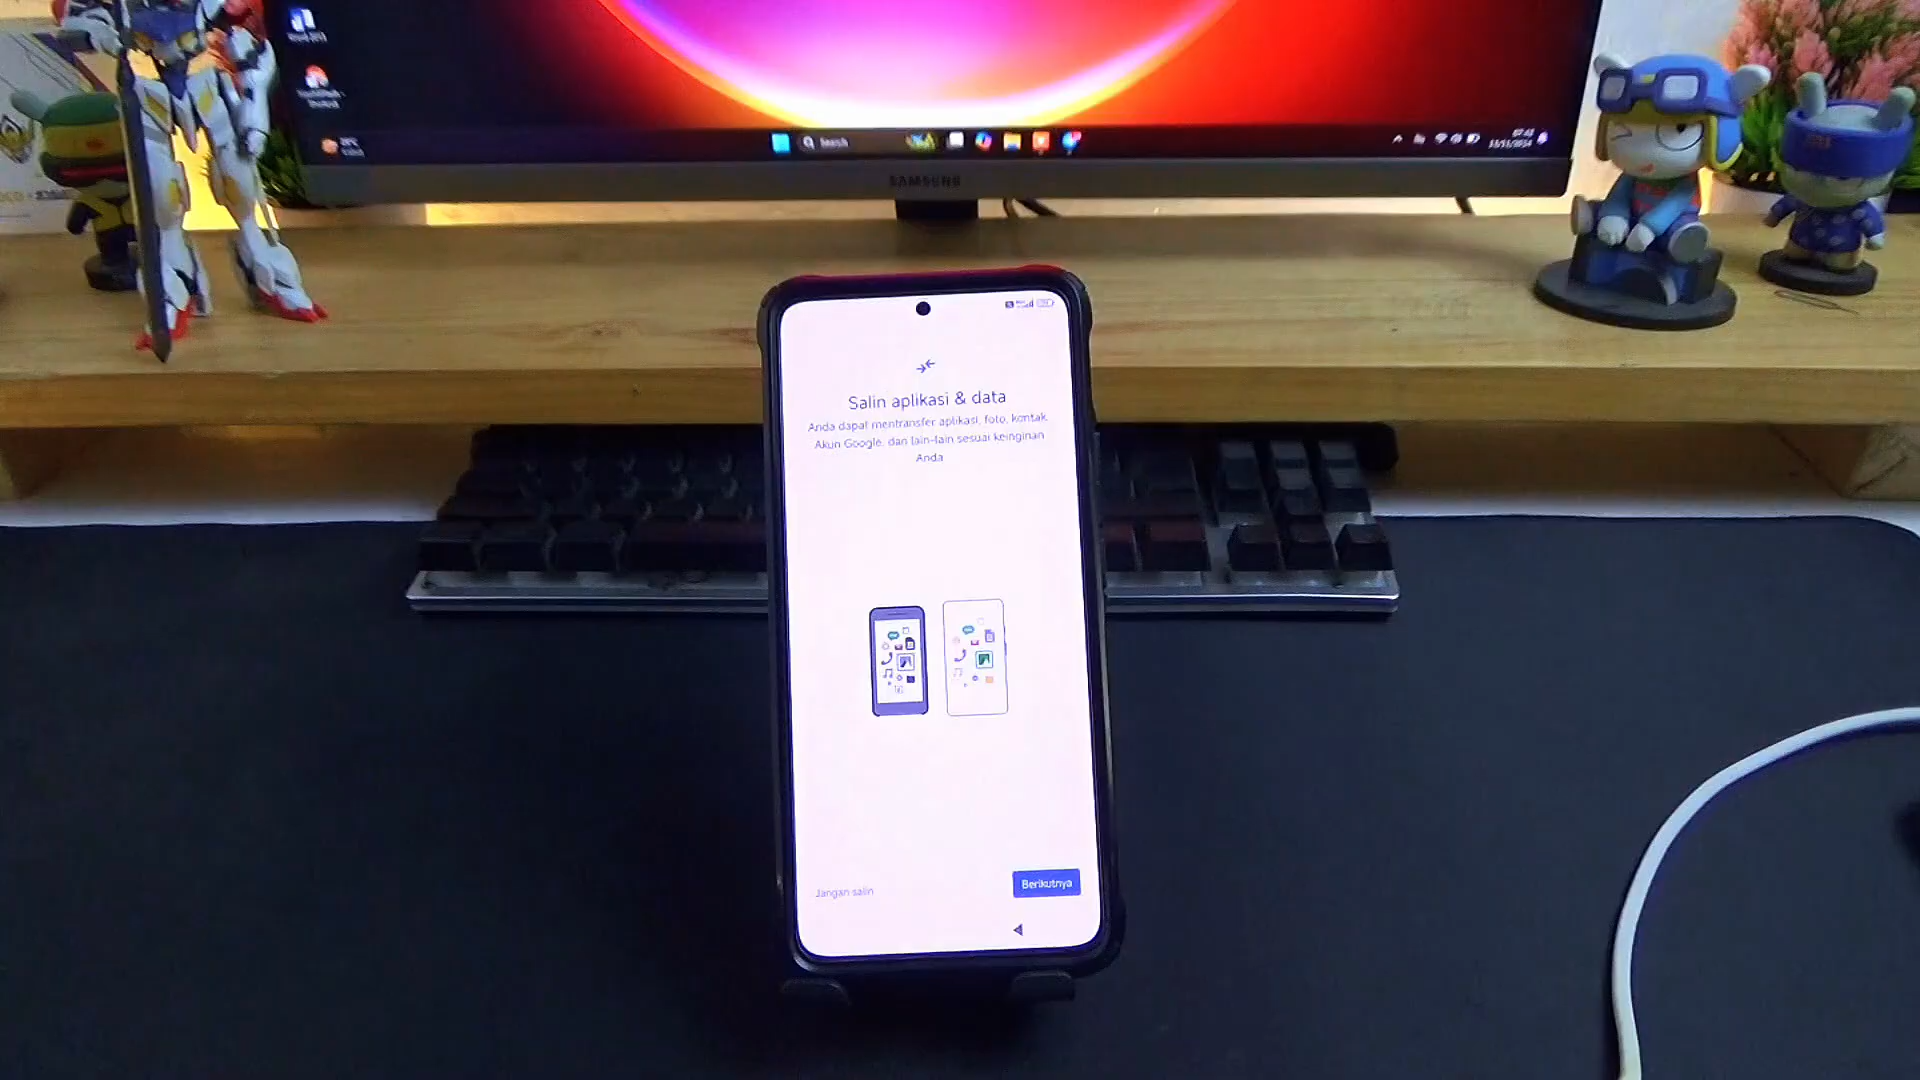 Search
SAMSUNG
Salin aplikasi & data
Anda dapat mentransfer aplikasi, foto, kontak,
Akun Google, dan lain-lain sesuai keinginan
Anda
Jangan salin
Berikutnya